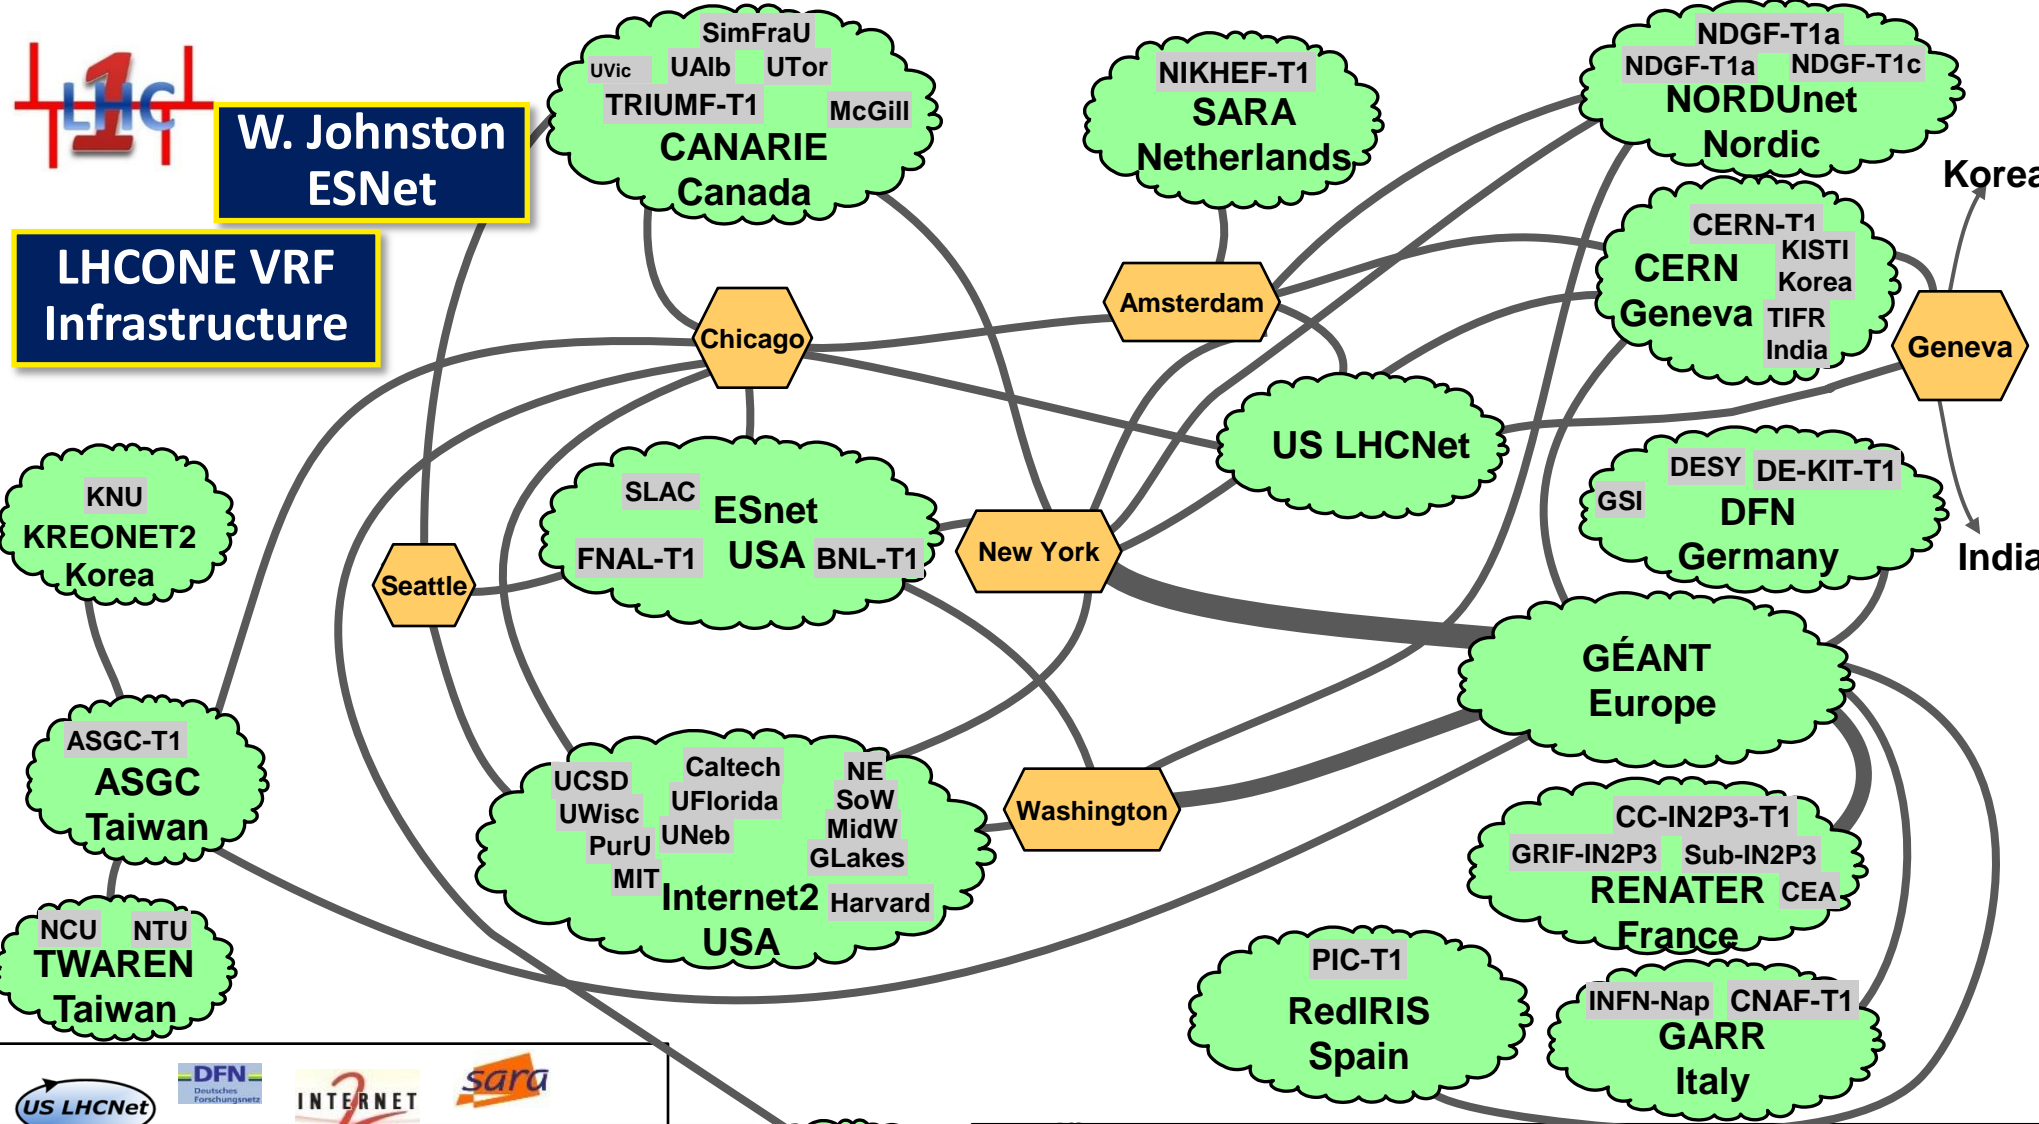 LHC
1
W. Johnston
ESNet
LHCONE VRF
Infrastructure
SimFraU
UVic
UAlb
UTor
TRIUMF-T1
McGill
CANARIE
Canada
NIKHEF-T1
SARA
Netherlands
NDGF-T1a
NDGF-T1a
NDGF-T1c
NORDUnet
Nordic
Korea
CERN-T1
KISTI
Korea
CERN
Geneva
TIFR
India
Geneva
Amsterdam
Chicago
US LHCNet
DESY
DE-KIT-T1
GSI
DFN
Germany
India
KNU
KREONET2
Korea
SLAC
ESnet
USA
FNAL-T1
BNL-T1
New York
Seattle
GÉANT
Europe
ASGC-T1
ASGC
Taiwan
UCSD
Caltech
NE
UWisc
UFlorida
SoW
PurU
UNeb
MidW
GLakes
MIT
Internet2
USA
Harvard
Washington
CC-IN2P3-T1
GRIF-IN2P3
Sub-IN2P3
RENATER
CEA
France
NCU
NTU
TWAREN
Taiwan
PIC-T1
RedIRIS
Spain
INFN-Nap
CNAF-T1
GARR
Italy
US LHCNet
DFN
Deutsches
Forschungsnetz
INTERNET
2
sara